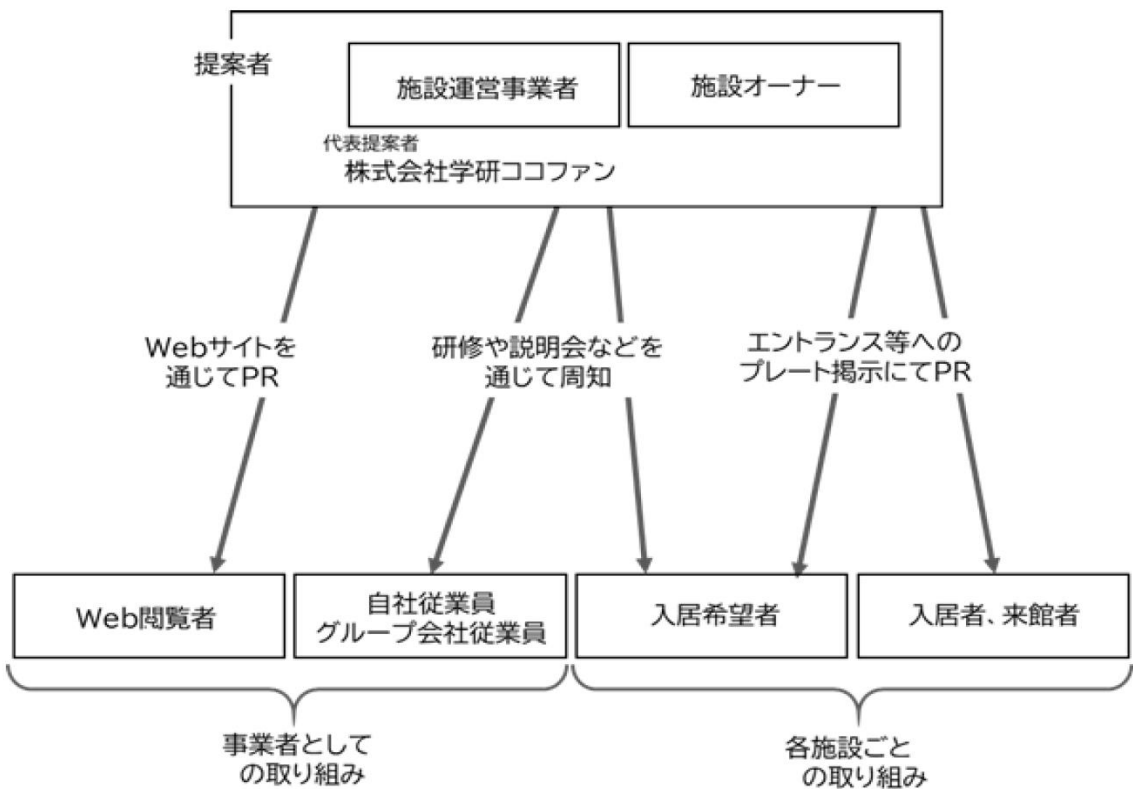 提案者
施設運営事業者
施設オーナー
代表提案者
株式会社学研ココファン
Webサイトを
通じてPR
研修や説明会などを
通じて周知
エントランス等への
プレート掲示にてPR
Web閲覧者
自社従業員
グループ会社従業員
入居希望者
入居者、来館者
事業者として
の取り組み
各施設ごと
の取り組み